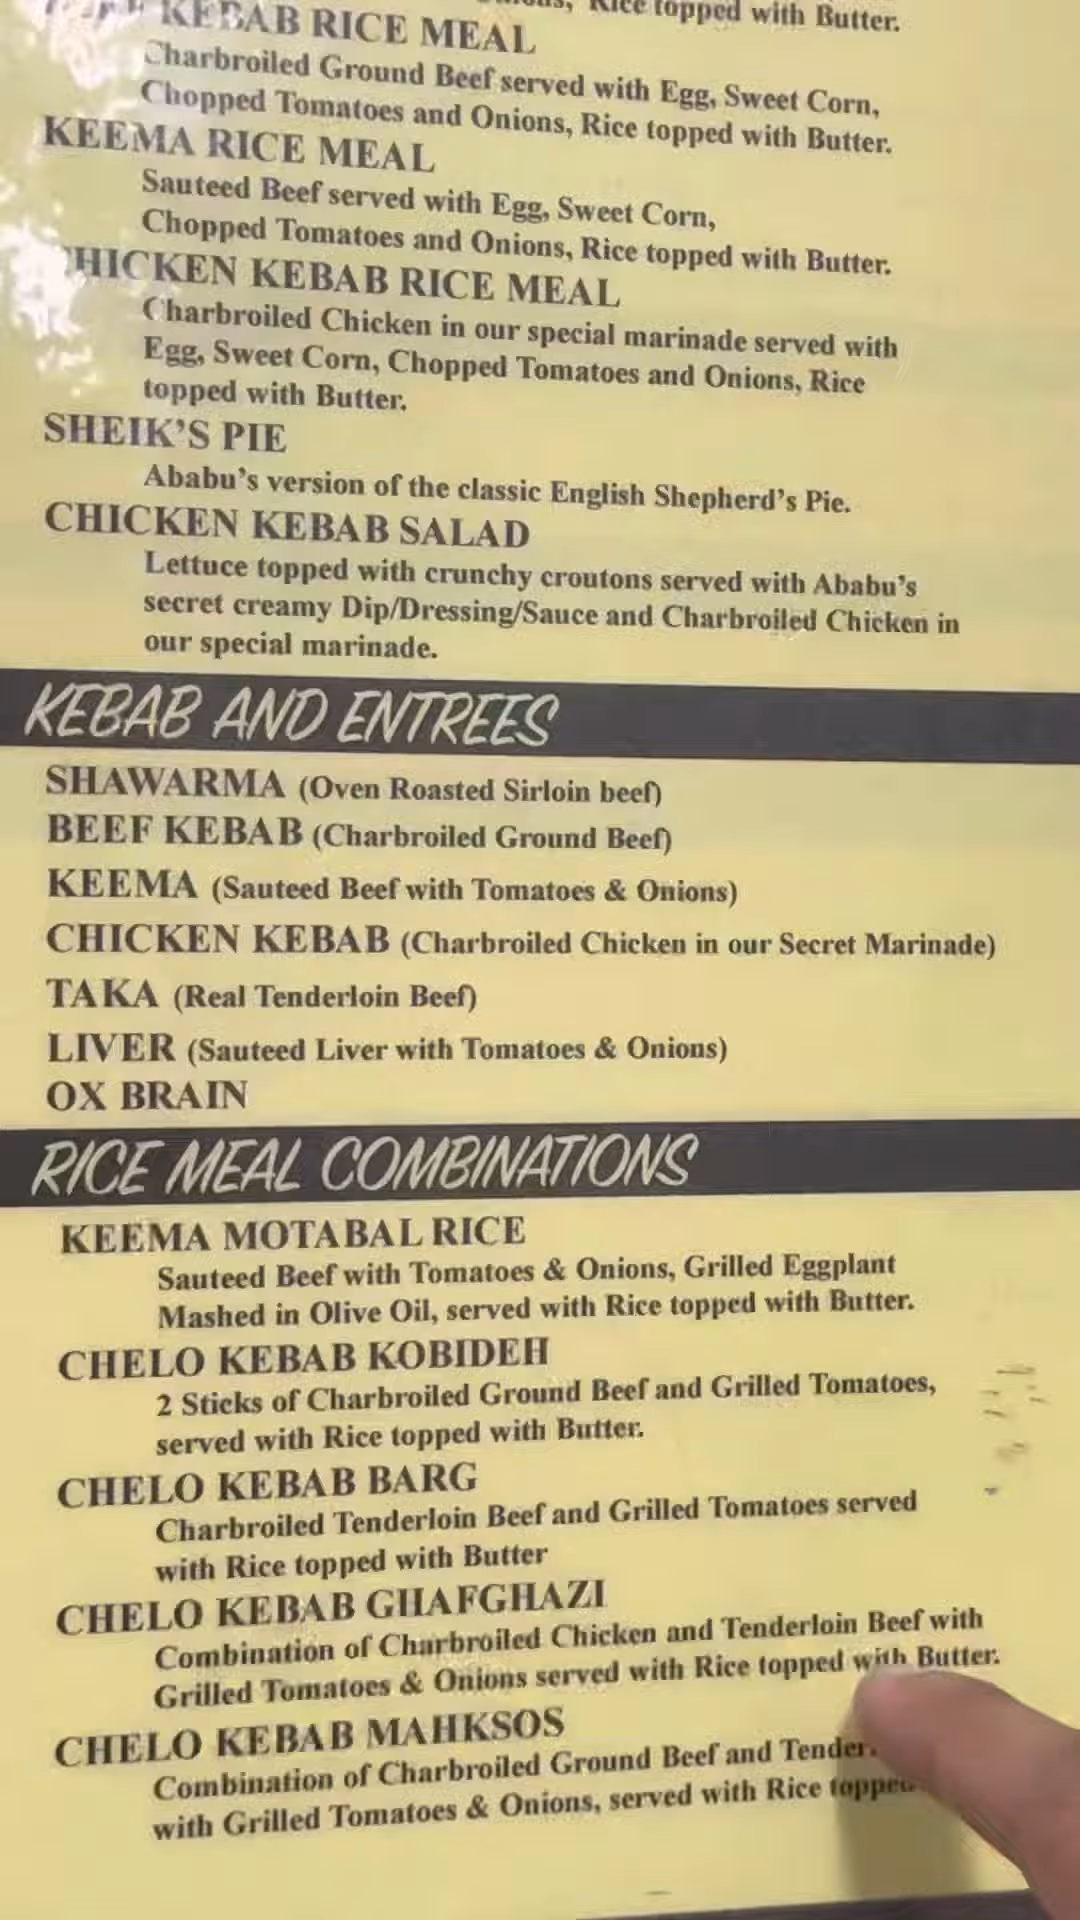 Rice topped with Butter.
KEBAB RICE MEAL
Charbroiled Ground Beef served with Egg, Sweet Corn,
Chopped Tomatoes and Onions, Rice topped with Butter.
KEEMA RICE MEAL
Sauteed Beef served with Egg, Sweet Corn,
Chopped Tomatoes and Onions, Rice topped with Butter.
CHICKEN KEBAB RICE MEAL
Charbroiled Chicken in our special marinade served with
Egg, Sweet Corn, Chopped Tomatoes and Onions, Rice
topped with Butter.
SHEIK'S PIE
Ababu's version of the classic English Shepherd's Pie.
CHICKEN KEBAB SALAD
Lettuce topped with crunchy croutons served with Ababu's
secret creamy Dip/Dressing/Sauce and Charbroiled Chicken in
our special marinade.
KEBAB AND ENTREES
SHAWARMA (Oven Roasted Sirloin beef)
BEEF KEBAB (Charbroiled Ground Beef)
KEEMA (Sauteed Beef with Tomatoes & Onions)
CHICKEN KEBAB (Charbroiled Chicken in our Secret Marinade)
TAKA (Real Tenderloin Beef)
LIVER (Sauteed Liver with Tomatoes & Onions)
OX BRAIN
RICE MEAL COMBINATIONS
KEEMA MOTABAL RICE
Sauteed Beef with Tomatoes & Onions, Grilled Eggplant
Mashed in Olive Oil, served with Rice topped with Butter.
CHELO KEBAB KOBIDEH
2 Sticks of Charbroiled Ground Beef and Grilled Tomatoes,
served with Rice topped with Butter.
CHELO KEBAB BARG
Charbroiled Tenderloin Beef and Grilled Tomatoes served
with Rice topped with Butter
CHELO KEBAB GHAFGHAZI
Combination of Charbroiled Chicken and Tenderloin Beef with
Grilled Tomatoes & Onions served with Rice topped with Butter.
CHELO KEBAB MAHKSOS
Combination of Charbroiled Ground Beef and Tender
with Grilled Tomatoes & Onions, served with Rice topped